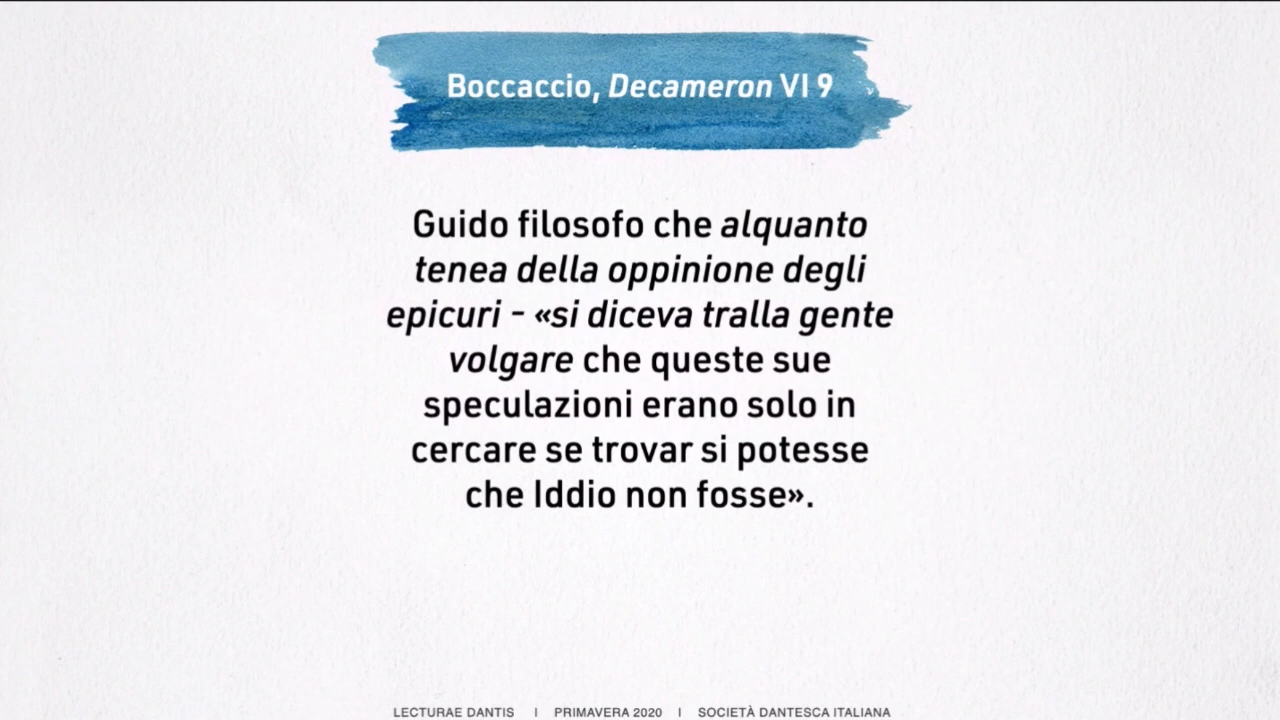 Boccaccio, Decameron VI 9
Guido filosofo che alquanto
tenea della oppinione degli
epicuri - «si diceva tralla gente
volgare che queste sue
speculazioni erano solo in
cercare se trovar si potesse
che Iddio non fosse».
LECTURAE DANTIS I PRIMAVERA 2020 I SOCIETÀ DANTESCA ITALIANA